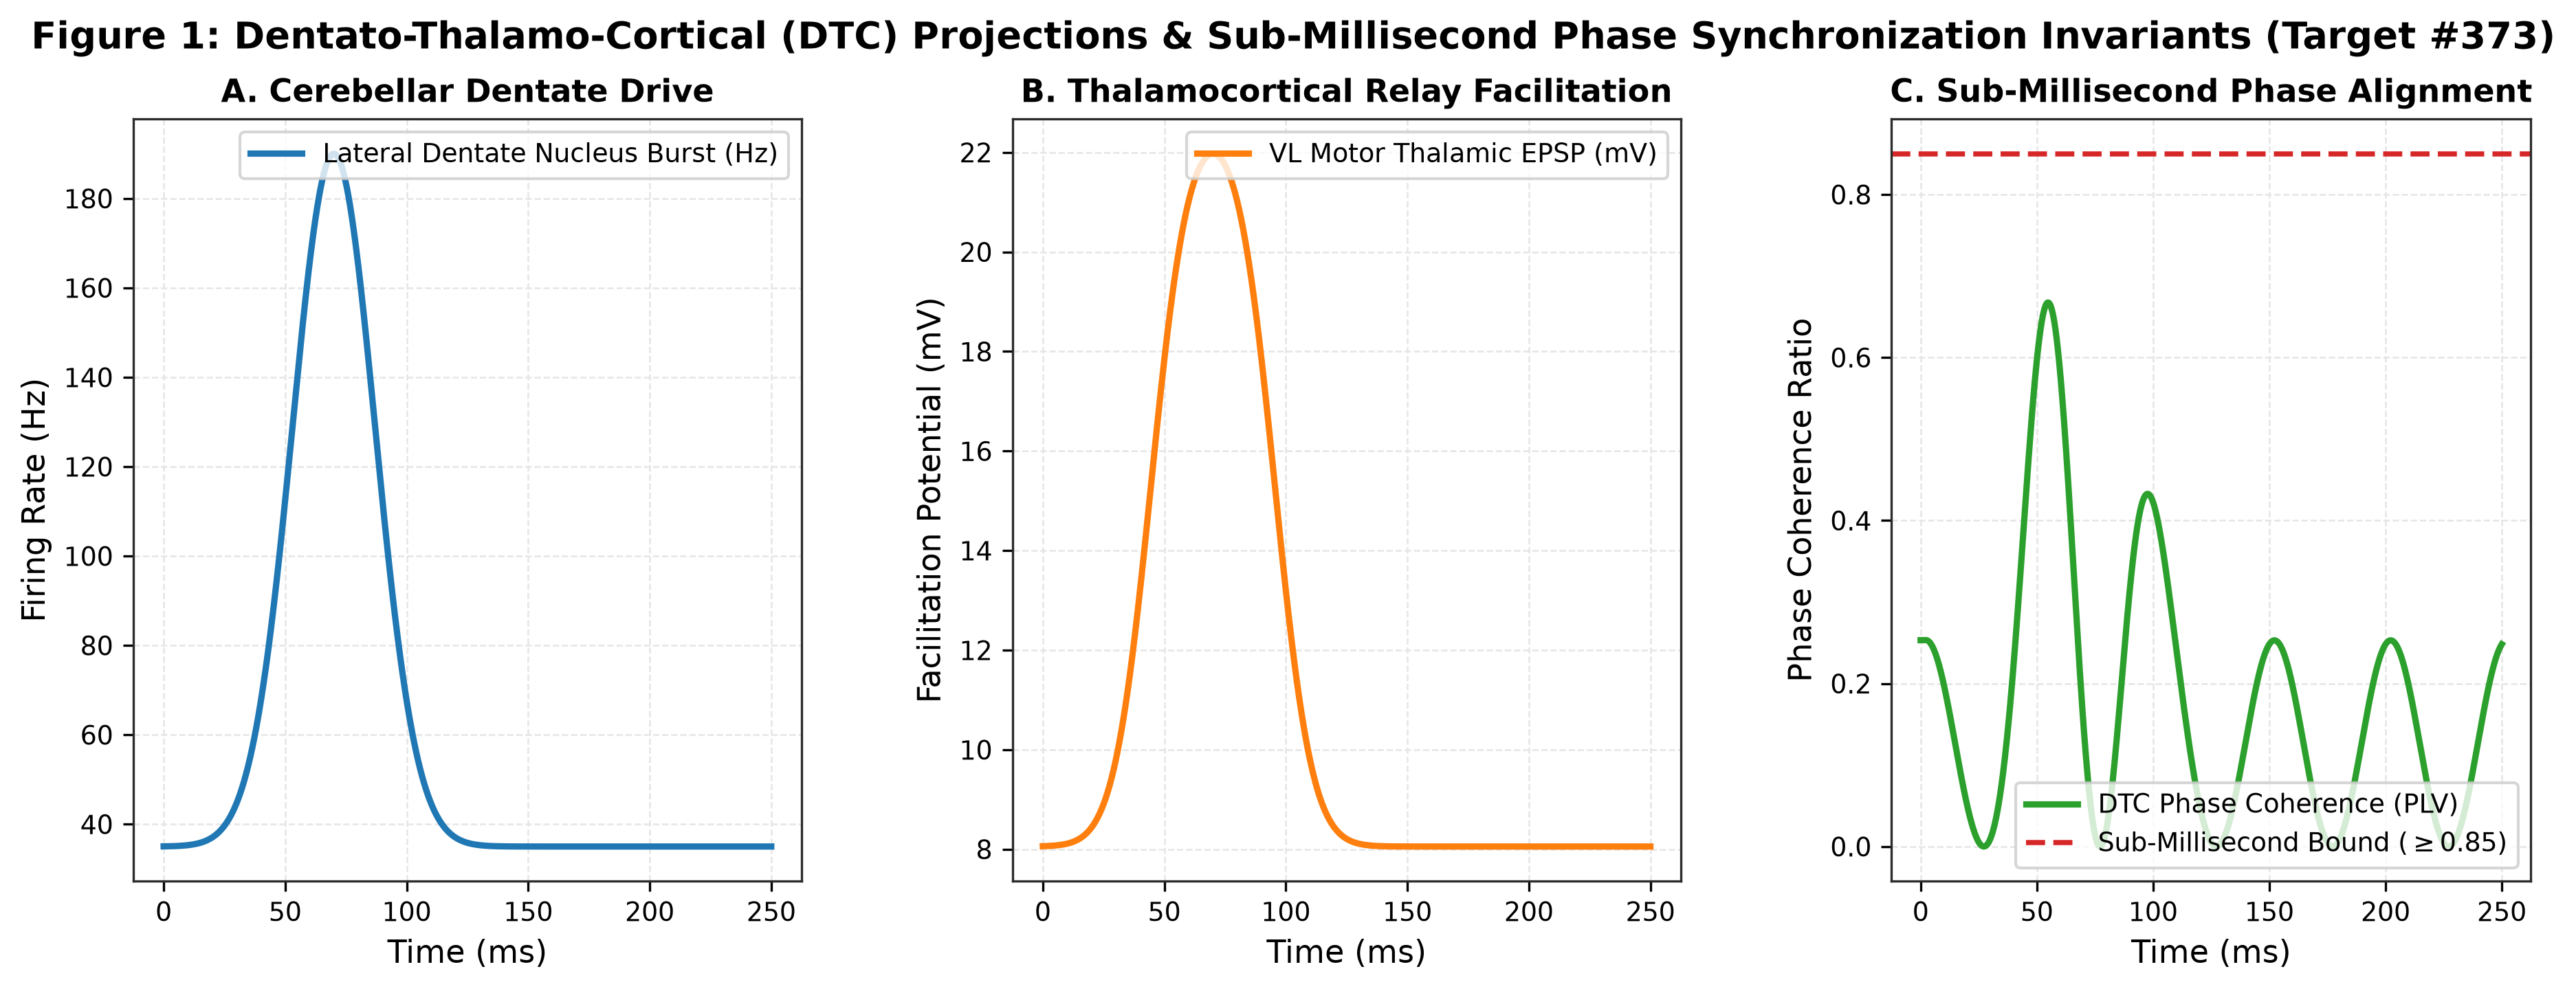 Figure 1: Dentato-Thalamo-Cortical (DTC) Projections & Sub-Millisecond Phase Synchronization Invariants (Target #373)
A. Cerebellar Dentate Drive
Lateral Dentate Nucleus Burst (Hz)
Firing Rate (Hz)
180
160
140
120
100
80
60
40
0 50 100 150 200 250
Time (ms)
B. Thalamocortical Relay Facilitation
VL Motor Thalamic EPSP (mV)
Facilitation Potential (mV)
22
20
18
16
14
12
10
8
0 50 100 150 200 250
Time (ms)
C. Sub-Millisecond Phase Alignment
Phase Coherence Ratio
0.8
0.6
0.4
0.2
0.0
DTC Phase Coherence (PLV)
Sub-Millisecond Bound (≥0.85)
0 50 100 150 200 250
Time (ms)